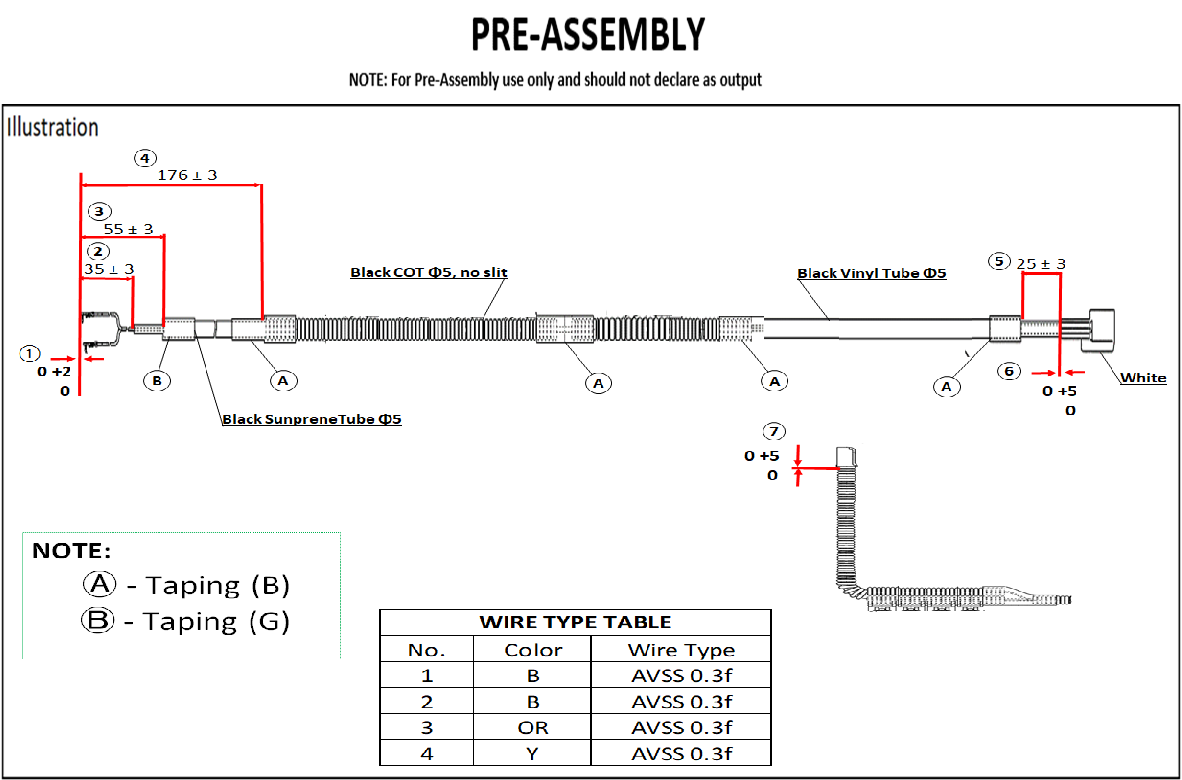 PRE-ASSEMBLY
NOTE: For Pre-Assembly use only and should not declare as output
Illustration
4
176 ± 3
3
55 ± 3
2
35 ± 3
Black COT Φ5, no slit
Black Vinyl Tube Φ5
5
25 ± 3
1
0 +2
0
B
A
A
A
A
6
0 +5
0
White
Black SunpreneTube Φ5
7
0 +5
0
NOTE:
A - Taping (B)
B - Taping (G)
WIRE TYPE TABLE
No. Color Wire Type
1 B AVSS 0.3f
2 B AVSS 0.3f
3 OR AVSS 0.3f
4 Y AVSS 0.3f